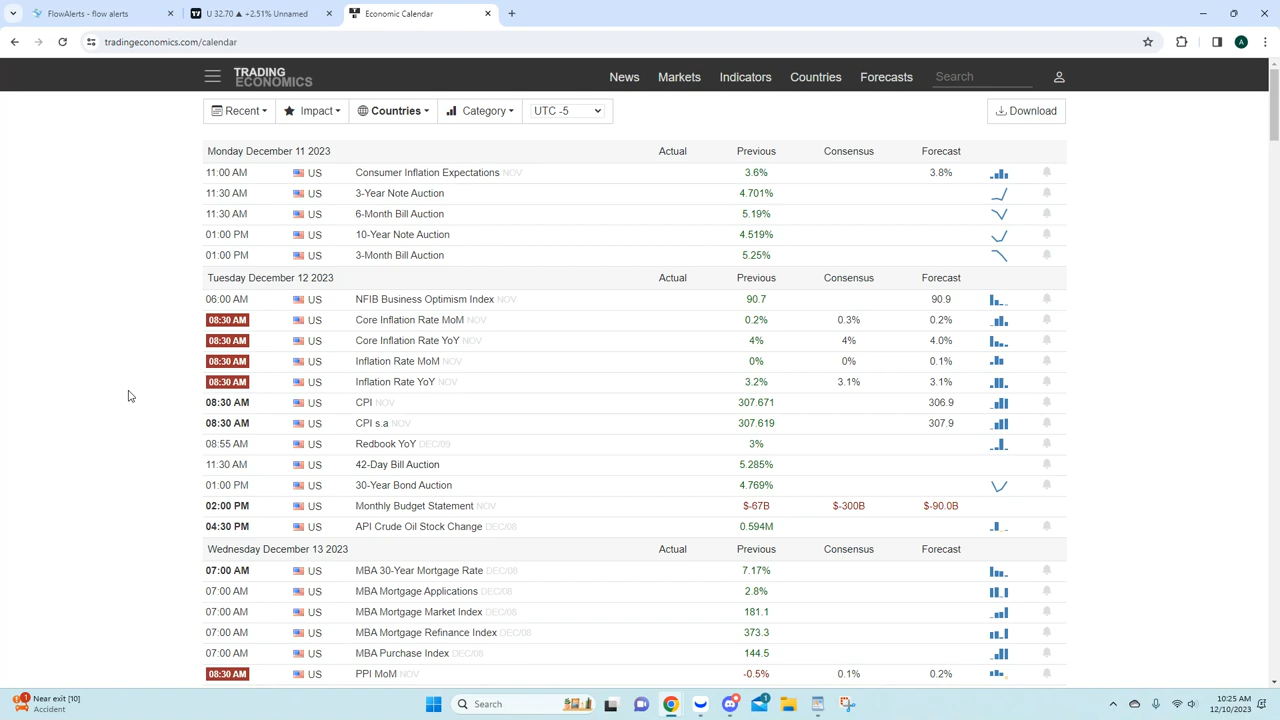 FlowAlerts - flow alerts
U 32.70 ▲ +2.51% Unnamed
Economic Calendar
tradingeconomics.com/calendar
A
TRADING
ECONOMICS
News Markets Indicators Countries Forecasts Search
Recent Impact Countries Category UTC -5 Download
Monday December 11 2023 Actual Previous Consensus Forecast
11:00 AM US Consumer Inflation Expectations NOV 3.6% 3.8%
11:30 AM US 3-Year Note Auction 4.701%
11:30 AM US 6-Month Bill Auction 5.19%
01:00 PM US 10-Year Note Auction 4.519%
01:00 PM US 3-Month Bill Auction 5.25%
Tuesday December 12 2023 Actual Previous Consensus Forecast
06:00 AM US NFIB Business Optimism Index NOV 90.7 90.9
08:30 AM US Core Inflation Rate MoM NOV 0.2% 0.3% 0.2%
08:30 AM US Core Inflation Rate YoY NOV 4% 4% 4.0%
08:30 AM US Inflation Rate MoM NOV 0% 0% 0.1%
08:30 AM US Inflation Rate YoY NOV 3.2% 3.1% 3.1%
08:30 AM US CPI NOV 307.671 306.9
08:30 AM US CPI s.a NOV 307.619 307.9
08:55 AM US Redbook YoY DEC/09 3%
11:30 AM US 42-Day Bill Auction 5.285%
01:00 PM US 30-Year Bond Auction 4.769%
02:00 PM US Monthly Budget Statement NOV $-67B $-300B $-90.0B
04:30 PM US API Crude Oil Stock Change DEC/08 0.594M
Wednesday December 13 2023 Actual Previous Consensus Forecast
07:00 AM US MBA 30-Year Mortgage Rate DEC/08 7.17%
07:00 AM US MBA Mortgage Applications DEC/08 2.8%
07:00 AM US MBA Mortgage Market Index DEC/08 181.1
07:00 AM US MBA Mortgage Refinance Index DEC/08 373.3
07:00 AM US MBA Purchase Index DEC/08 144.5
08:30 AM US PPI MoM NOV -0.5% 0.1% 0.2%
1 Near exit [10]
Accident
Search
1
10:25 AM
12/10/2023